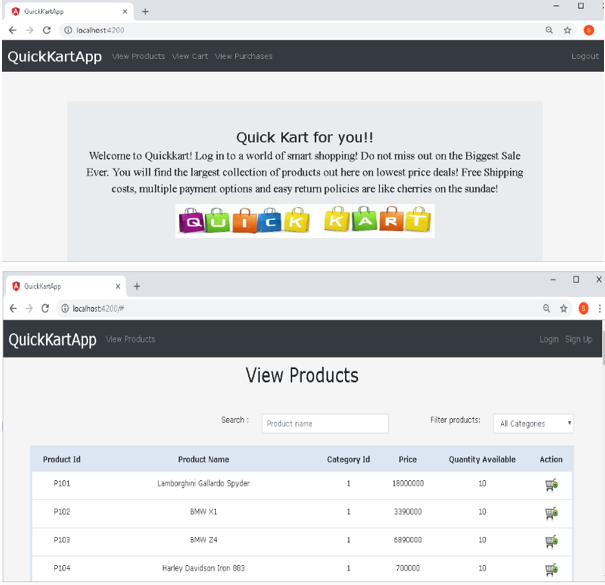 QuickKartApp
localhost:4200
S
QuickKartApp View Products View Cart View Purchases Logout
Quick Kart for you!!
Welcome to Quickkart! Log in to a world of smart shopping! Do not miss out on the Biggest Sale
Ever. You will find the largest collection of products out here on lowest price deals! Free Shipping
costs, multiple payment options and easy return policies are like cherries on the sundae!
QUICK KART
QuickKartApp
localhost:4200/#
S
QuickKartApp View Products Login Sign Up
View Products
Search : Product name Filter products: All Categories
Product Id Product Name Category Id Price Quantity Available Action
P101 Lamborghini Gallardo Spyder 1 18000000 10
P102 BMW X1 1 3390000 10
P103 BMW Z4 1 6890000 10
P104 Harley Davidson Iron 883 1 700000 10